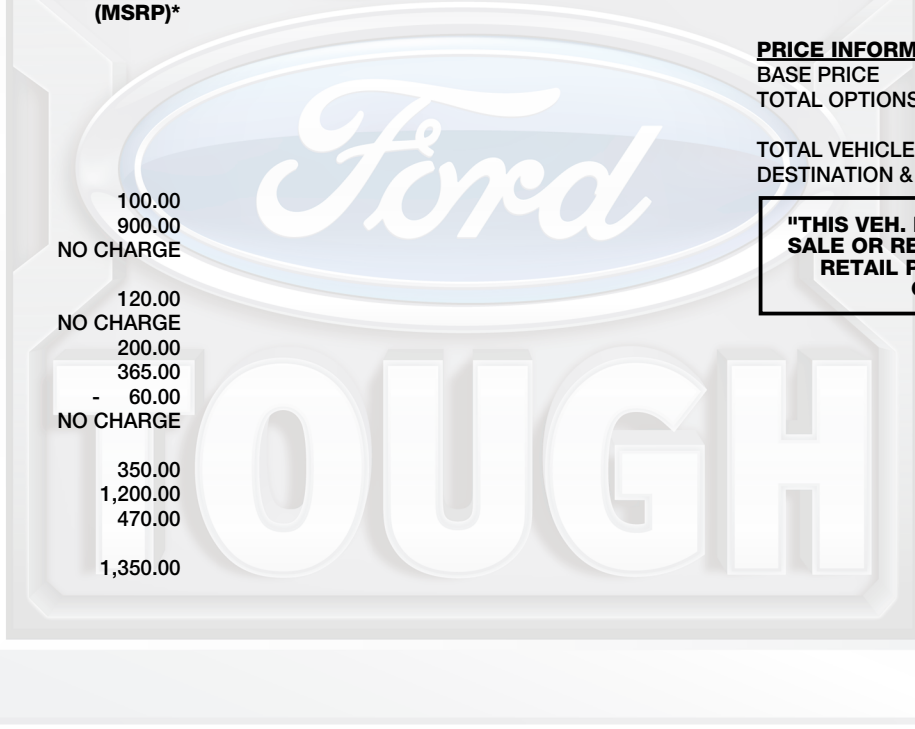 (MSRP)*
100.00
900.00
NO CHARGE
120.00
NO CHARGE
200.00
365.00
- 60.00
NO CHARGE
350.00
1,200.00
470.00
1,350.00
PRICE INFORM
BASE PRICE
TOTAL OPTIONS
TOTAL VEHICLE
DESTINATION &
"THIS VEH.
SALE OR RE
RETAIL
Ford
TOUGH